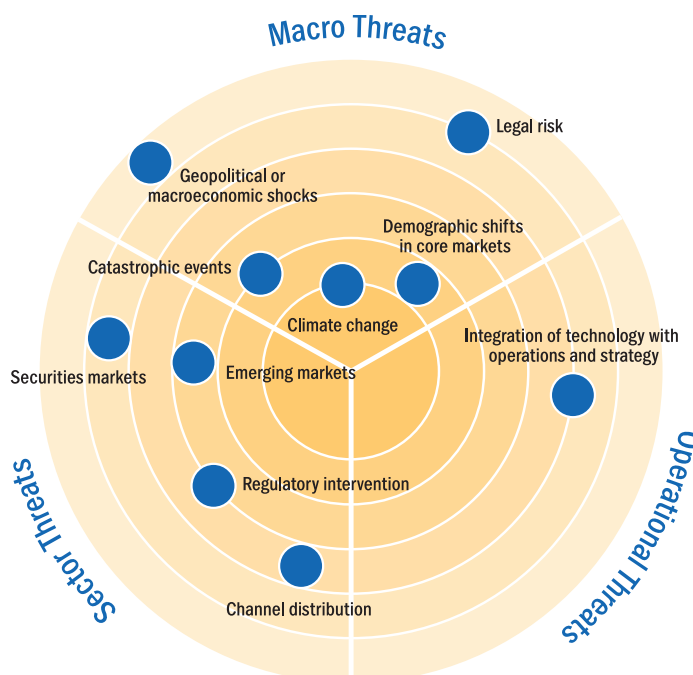 Macro Threats
Legal risk
Geopolitical or
macroeconomic shocks
Demographic shifts
in core markets
Catastrophic events
Climate change
Integration of technology with
operations and strategy
Securities markets
Emerging markets
Regulatory intervention
Channel distribution
Sector Threats
Operational Threats